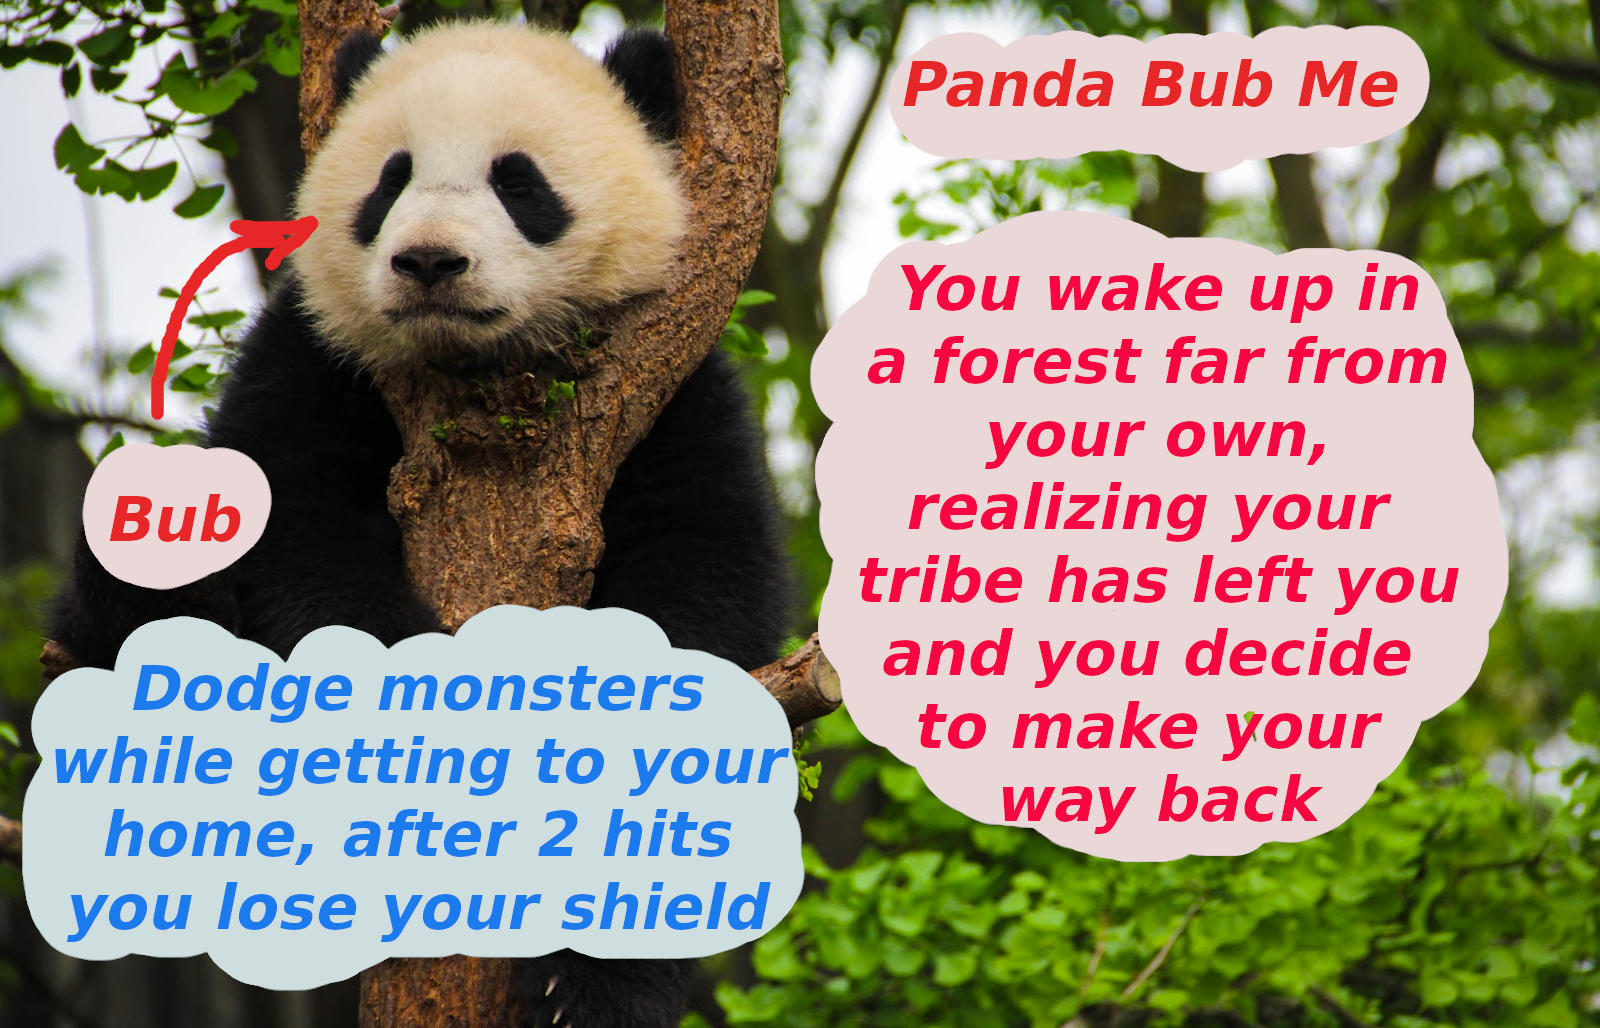 Panda Bub Me
You wake up in
a forest far from
your own,
realizing your
tribe has left you
and you decide
to make your
way back
Bub
Dodge monsters
while getting to your
home, after 2 hits
you lose your shield